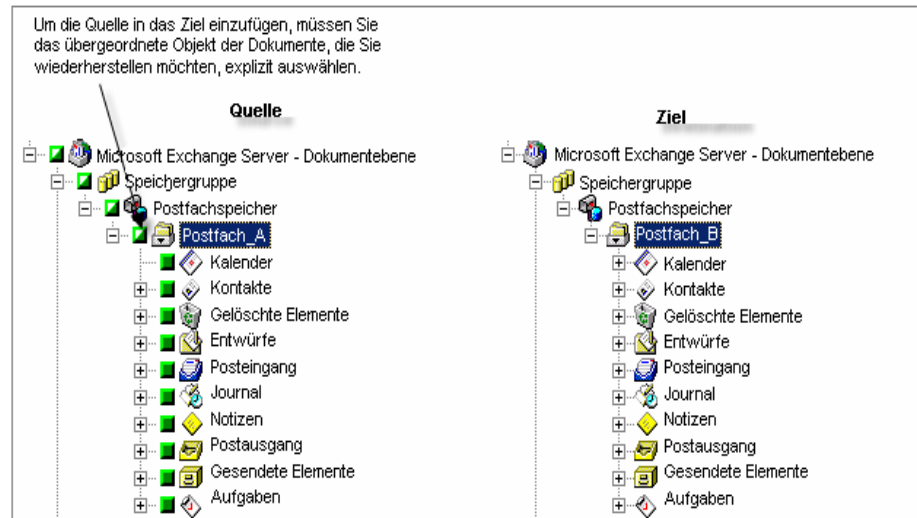 Um die Quelle in das Ziel einzufügen, müssen Sie
das übergeordnete Objekt der Dokumente, die Sie
wiederherstellen möchten, explizit auswählen.
Quelle
Microsoft Exchange Server - Dokumentebene
Speichergruppe
Postfachspeicher
Postfach_A
Kalender
Kontakte
Gelöschte Elemente
Entwürfe
Posteingang
Journal
Notizen
Postausgang
Gesendete Elemente
Aufgaben
Ziel
Microsoft Exchange Server - Dokumentebene
Speichergruppe
Postfachspeicher
Postfach_B
Kalender
Kontakte
Gelöschte Elemente
Entwürfe
Posteingang
Journal
Notizen
Postausgang
Gesendete Elemente
Aufgaben